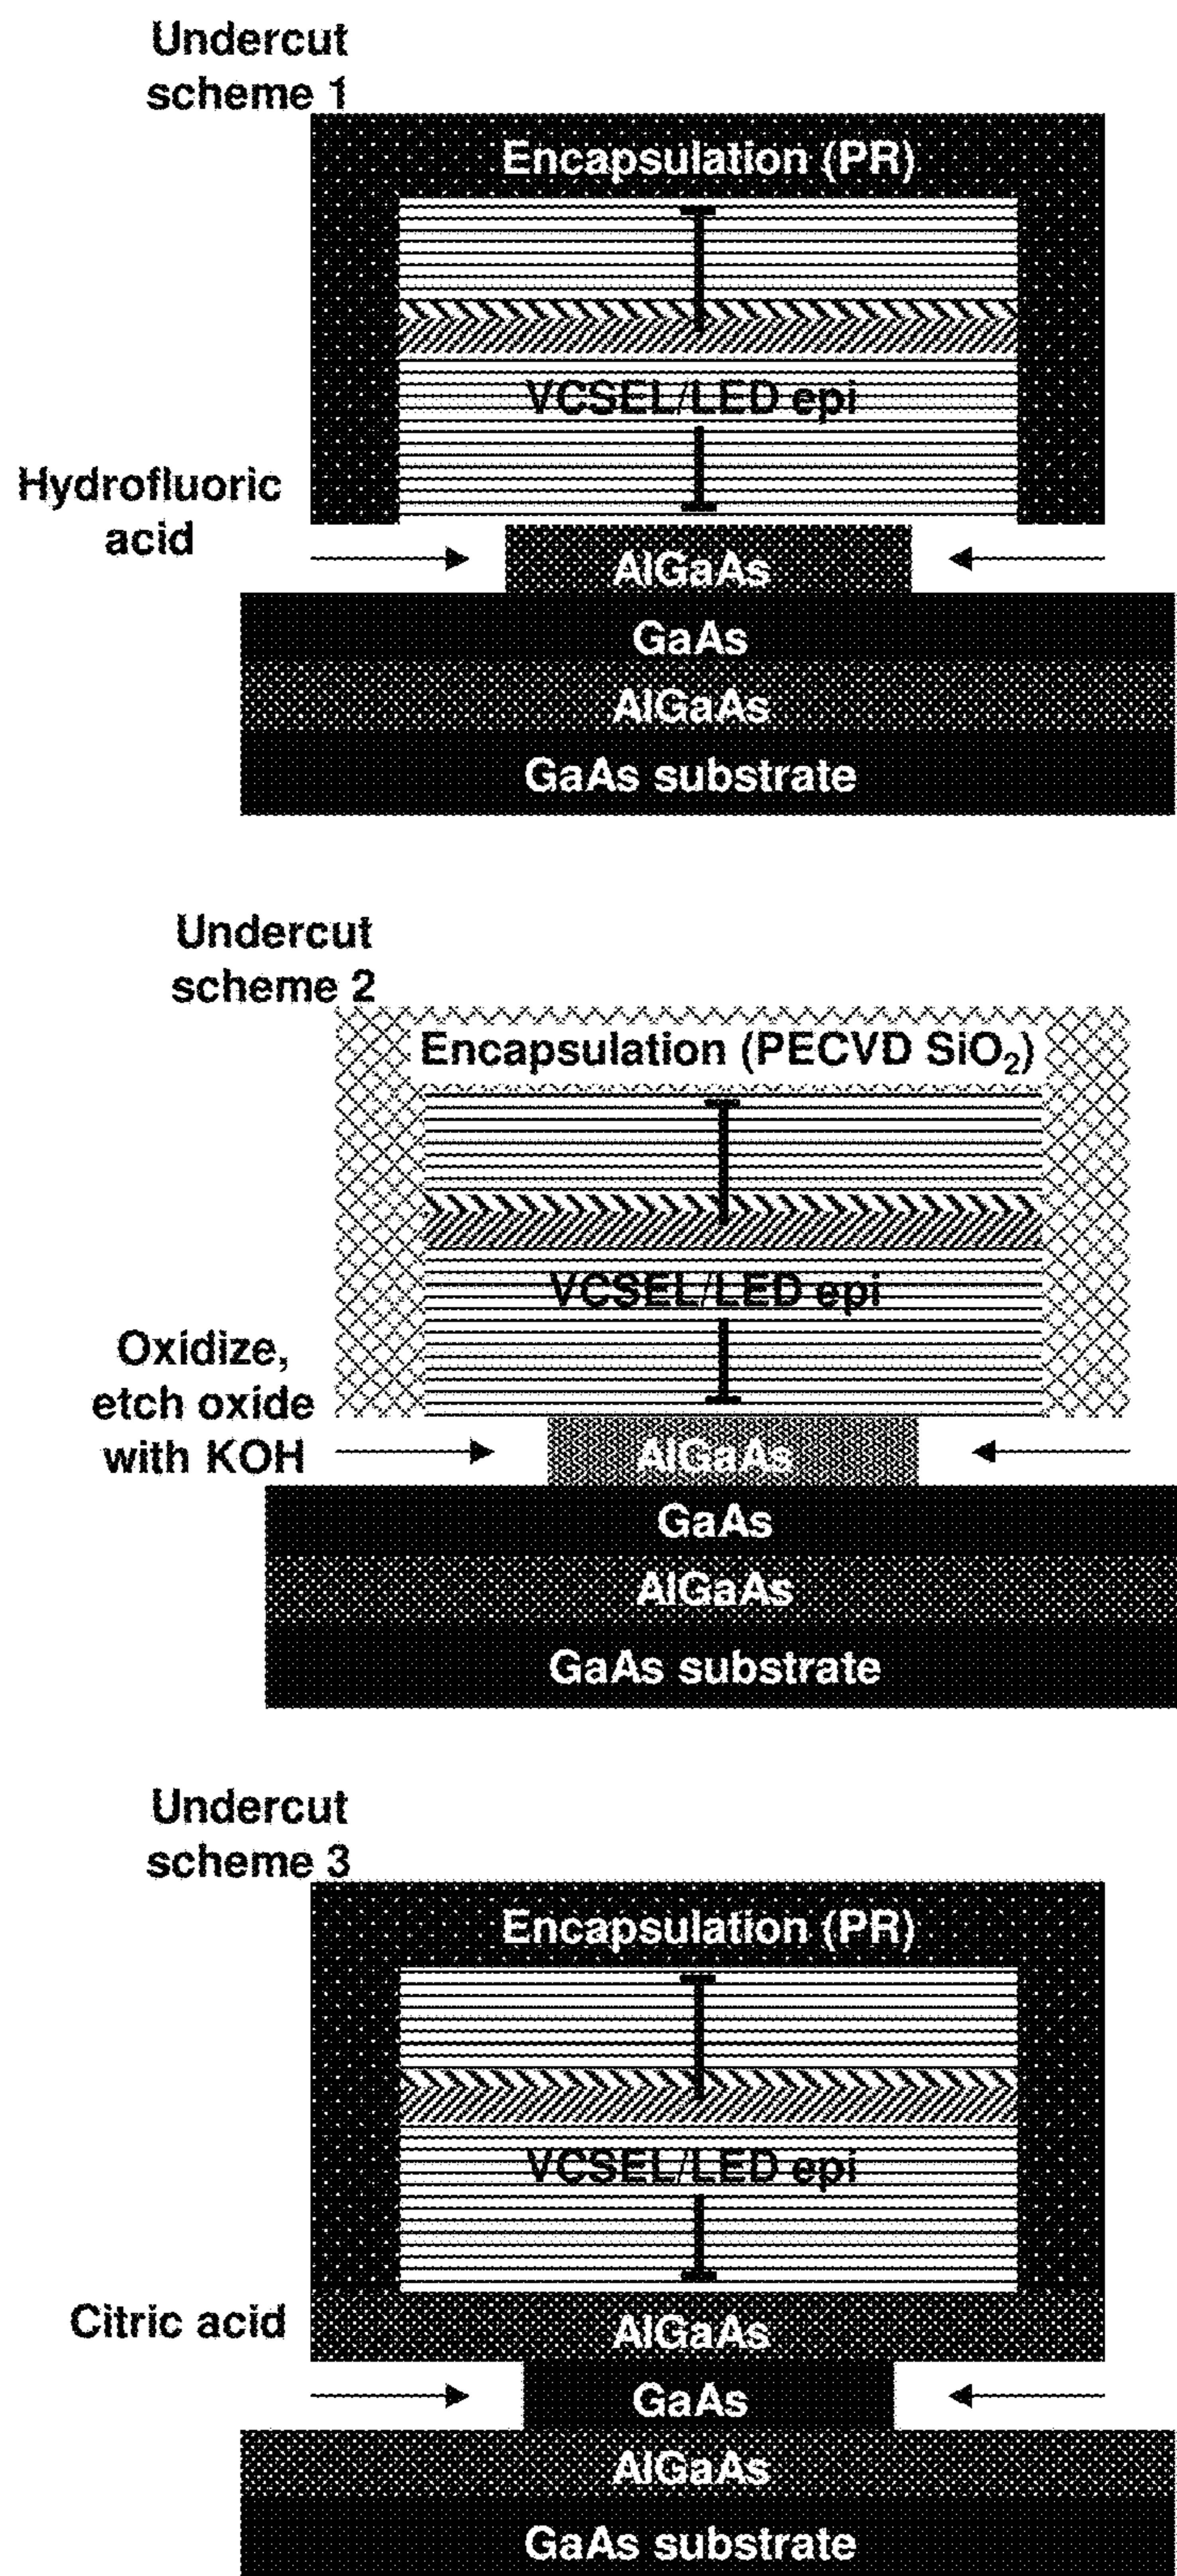 Undercut
scheme 1
Encapsulation (PR)
VCSEL/LED epi
Hydrofluoric
acid
AlGaAs
GaAs
AlGaAs
GaAs substrate
Undercut
scheme 2
Encapsulation (PECVD SiO₂)
VCSEL/LED epi
Oxidize,
etch oxide
with KOH
AlGaAs
GaAs
AlGaAs
GaAs substrate
Undercut
scheme 3
Encapsulation (PR)
VCSEL/LED epi
Citric acid
AlGaAs
GaAs
AlGaAs
GaAs substrate